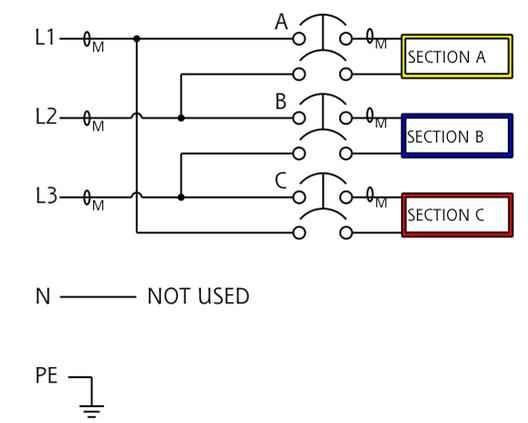 A
L1 M M SECTION A
B
L2 M M SECTION B
C
L3 M M SECTION C
N NOT USED
PE